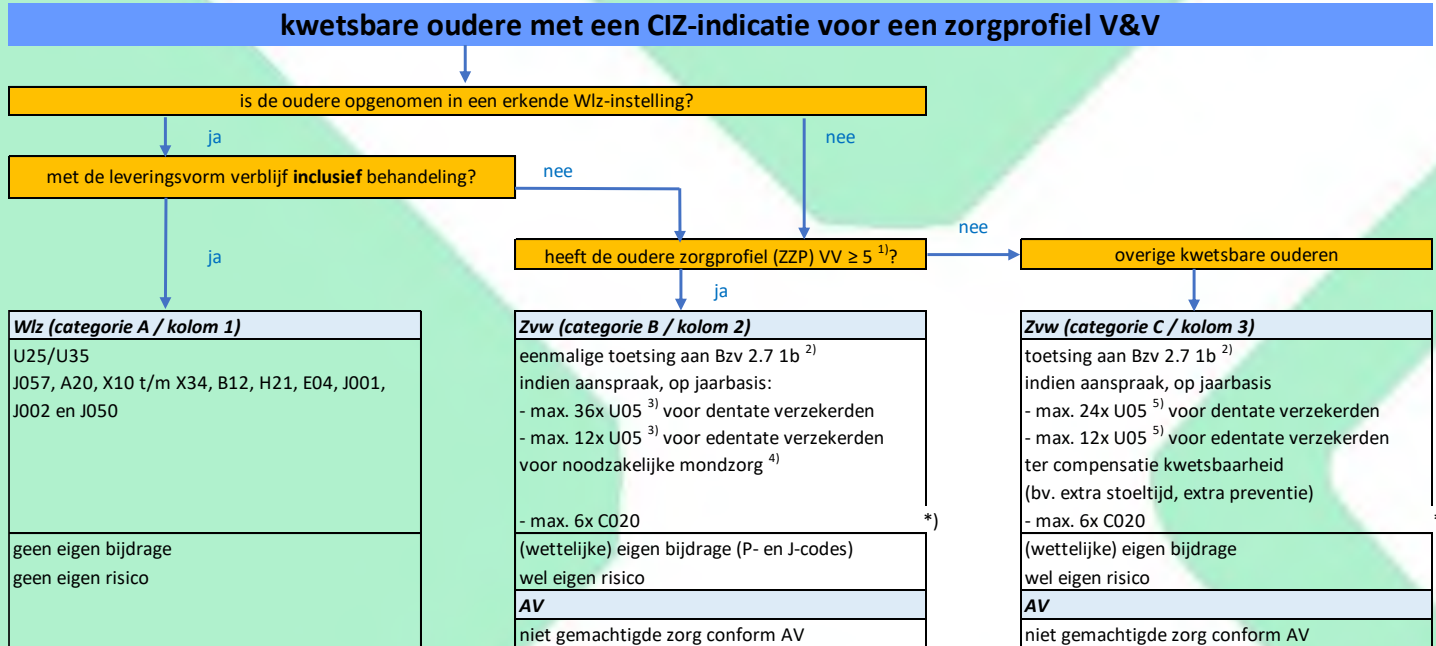 kwetsbare oudere met een CIZ-indicatie voor een zorgprofiel V&V
is de oudere opgenomen in een erkende Wlz-instelling?
ja
nee
met de leveringsvorm verblijf inclusief behandeling?
nee
nee
ja
heeft de oudere zorgprofiel (ZZP) VV ≥ 5 1)?
overige kwetsbare ouderen
ja
Wlz (categorie A / kolom 1)
U25/U35
J057, A20, X10 t/m X34, B12, H21, E04, J001,
J002 en J050
geen eigen bijdrage
geen eigen risico
Zvw (categorie B / kolom 2)
eenmalige toetsing aan Bzv 2.7 1b 2)
indien aanspraak, op jaarbasis:
- max. 36x U05 3) voor dentate verzekerden
- max. 12x U05 3) voor edentate verzekerden
voor noodzakelijke mondzorg 4)
- max. 6x C020 *)
(wettelijke) eigen bijdrage (P- en J-codes)
wel eigen risico
AV
niet gemachtigde zorg conform AV
Zvw (categorie C / kolom 3)
toetsing aan Bzv 2.7 1b 2)
indien aanspraak, op jaarbasis
- max. 24x U05 5) voor dentate verzekerden
- max. 12x U05 5) voor edentate verzekerden
ter compensatie kwetsbaarheid
(bv. extra stoeltijd, extra preventie)
- max. 6x C020
(wettelijke) eigen bijdrage
wel eigen risico
AV
niet gemachtigde zorg conform AV